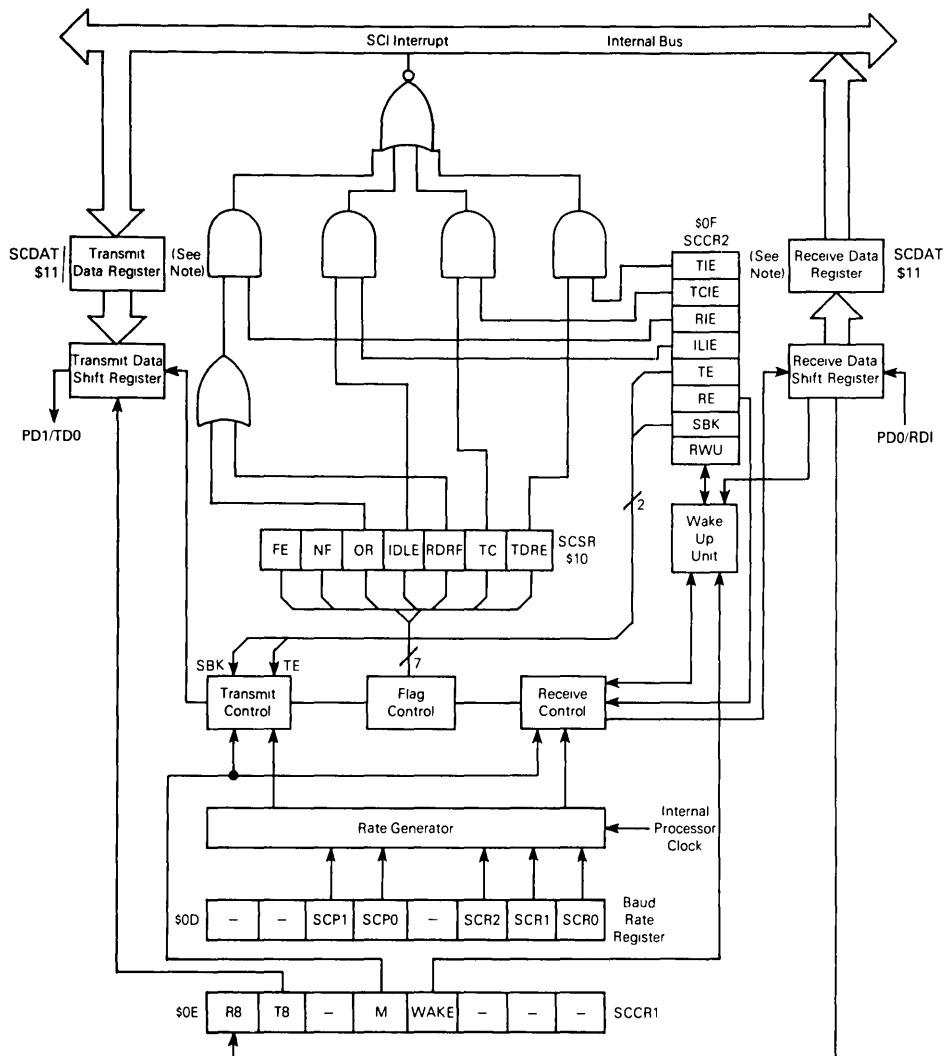 SCI Interrupt
Internal Bus
SCDAT
$11
Transmit
Data Register
(See
Note)
$0F
SCCR2
TIE
TCIE
RIE
ILIE
TE
RE
SBK
RWU
(See
Note)
Receive Data
Register
SCDAT
$11
Transmit Data
Shift Register
Receive Data
Shift Register
PD1/TD0
PD0/RDI
2
Wake
Up
Unit
FE
NF
OR
IDLE
RDRF
TC
TDRE
SCSR
$10
7
SBK
TE
Transmit
Control
Flag
Control
Receive
Control
Rate Generator
Internal
Processor
Clock
$0D
–
–
SCP1
SCP0
–
SCR2
SCR1
SCR0
Baud
Rate
Register
$0E
R8
T8
–
M
WAKE
–
–
–
SCCR1